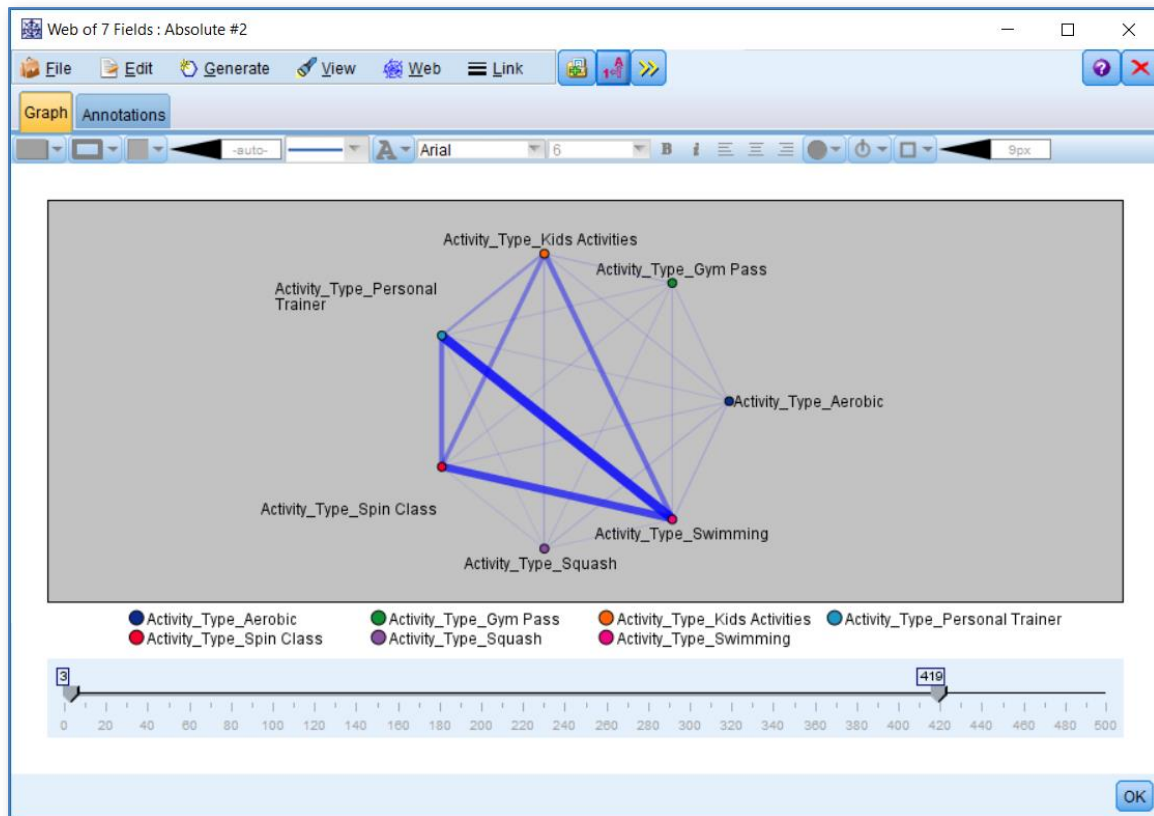 Web of 7 Fields : Absolute #2
File Edit Generate View Web Link
Graph Annotations
-auto- A Arial 6 B i 9px
Activity_Type_Kids Activities
Activity_Type_Gym Pass
Activity_Type_Personal
Trainer
Activity_Type_Aerobic
Activity_Type_Spin Class
Activity_Type_Swimming
Activity_Type_Squash
Activity_Type_Aerobic Activity_Type_Gym Pass Activity_Type_Kids Activities Activity_Type_Personal Trainer
Activity_Type_Spin Class Activity_Type_Squash Activity_Type_Swimming
3 419
0 20 40 60 80 100 120 140 160 180 200 220 240 260 280 300 320 340 360 380 400 420 440 460 480 500
OK